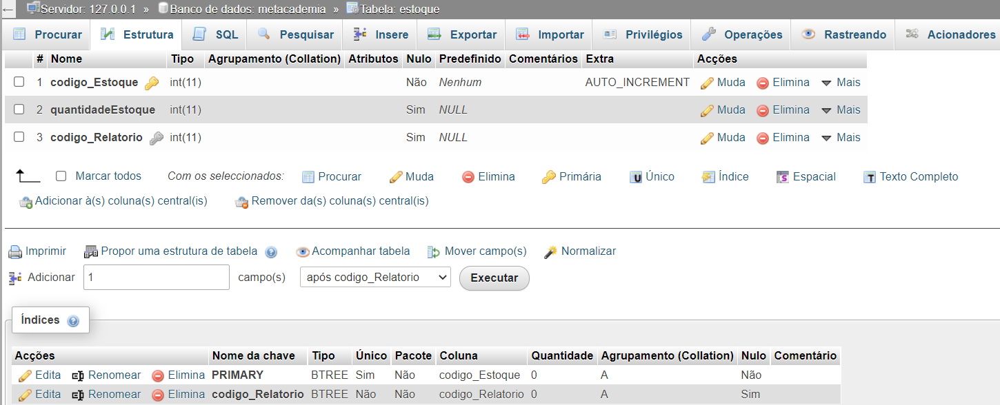 Servidor: 127.0.0.1 » Banco de dados: metacademia » Tabela: estoque
Procurar Estrutura SQL Pesquisar Insere Exportar Importar Privilégios Operações Rastreando Acionadores
# Nome Tipo Agrupamento (Collation) Atributos Nulo Predefinido Comentários Extra Acções
1 codigo_Estoque int(11) Não Nenhum AUTO_INCREMENT Muda Elimina Mais
2 quantidadeEstoque int(11) Sim NULL Muda Elimina Mais
3 codigo_Relatorio int(11) Sim NULL Muda Elimina Mais
Marcar todos Com os seleccionados: Procurar Muda Elimina Primária Único Índice Espacial Texto Completo
Adicionar à(s) coluna(s) central(is) Remover da(s) coluna(s) central(is)
Imprimir Propor uma estrutura de tabela Acompanhar tabela Mover campo(s) Normalizar
Adicionar 1 campo(s) após codigo_Relatorio Executar
Índices
Acções Nome da chave Tipo Único Pacote Coluna Quantidade Agrupamento (Collation) Nulo Comentário
Edita Renomear Elimina PRIMARY BTREE Sim Não codigo_Estoque 0 A Não
Edita Renomear Elimina codigo_Relatorio BTREE Não Não codigo_Relatorio 0 A Sim